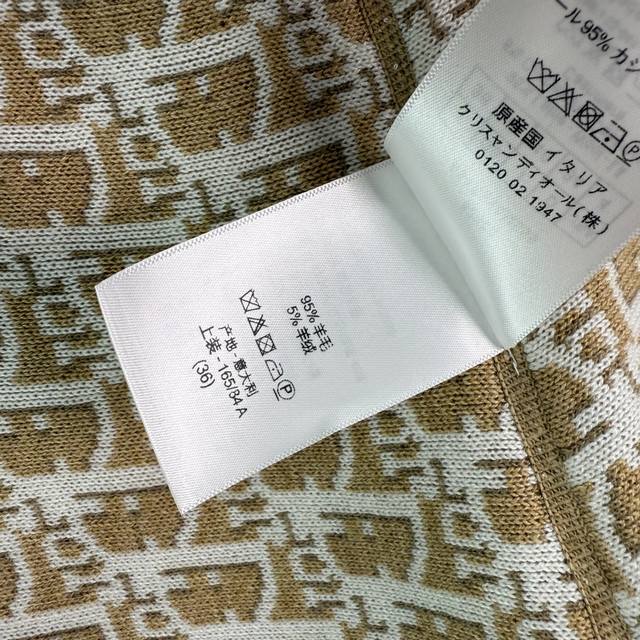 ール95% カシ
原産国 イタリア
クリスチャンディオール(株)
0120 02 1947
95% 羊毛
5% 羊绒
产地 - 意大利
上装 - 165/84 A
(36)